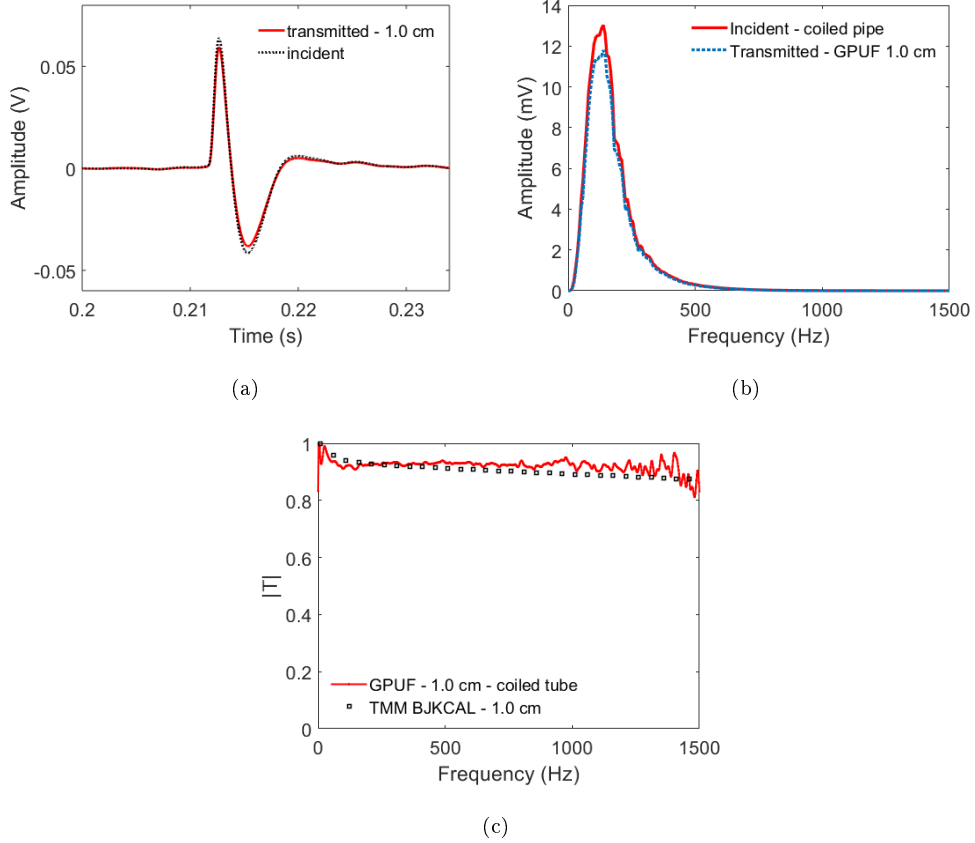 transmitted - 1.0 cm
incident
0.05
0
-0.05
Amplitude (V)
0.2 0.21 0.22 0.23
Time (s)
(a)
Incident - coiled pipe
Transmitted - GPUF 1.0 cm
14
12
10
8
6
4
2
0
Amplitude (mV)
0 500 1000 1500
Frequency (Hz)
(b)
1
0.8
0.6
0.4
0.2
0
|T|
GPUF - 1.0 cm - coiled tube
TMM BJKCAL - 1.0 cm
0 500 1000 1500
Frequency (Hz)
(c)